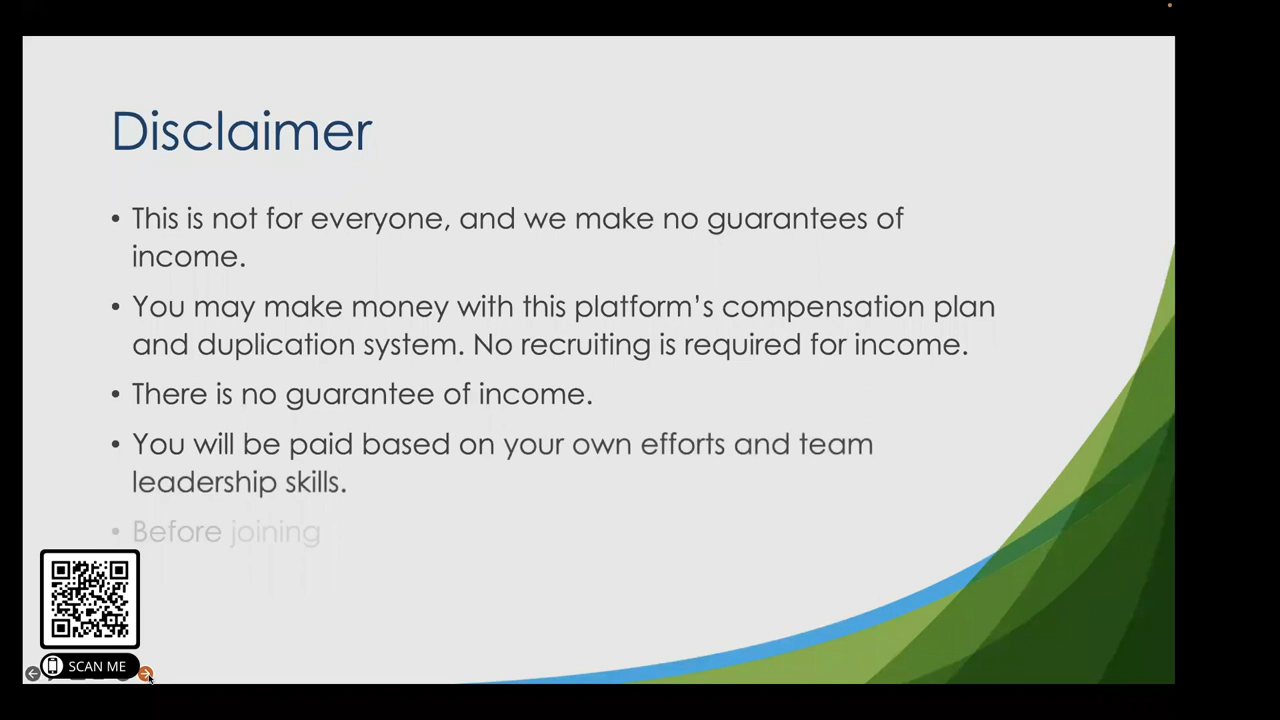 Disclaimer
• This is not for everyone, and we make no guarantees of
income.
• You may make money with this platform's compensation plan
and duplication system. No recruiting is required for income.
• There is no guarantee of income.
• You will be paid based on your own efforts and team
leadership skills.
• Before joining
SCAN ME